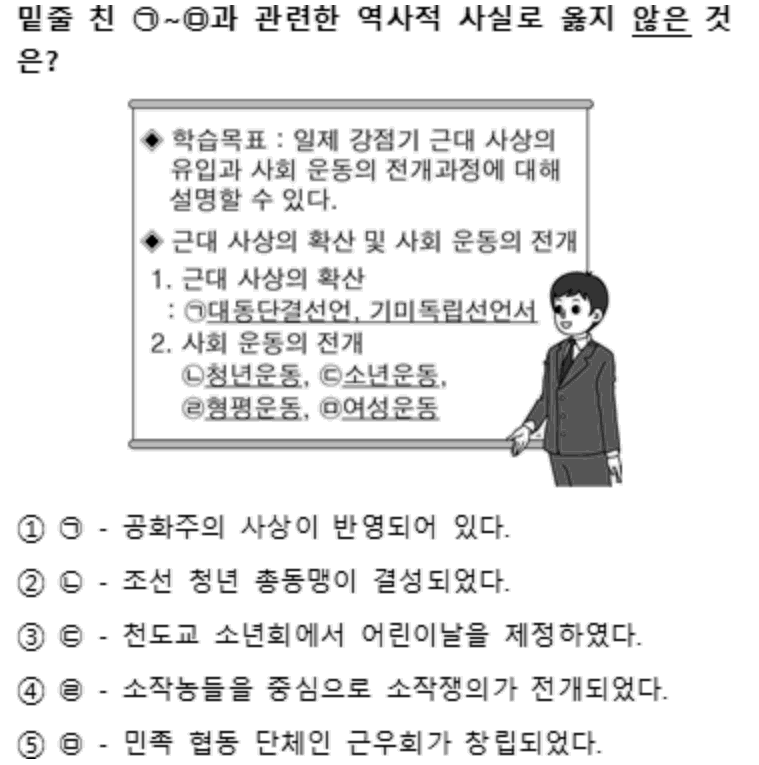 밑줄 친 ㉠~㉤과 관련한 역사적 사실로 옳지 않은 것
은?
◈ 학습목표 : 일제 강점기 근대 사상의
유입과 사회 운동의 전개과정에 대해
설명할 수 있다.
◈ 근대 사상의 확산 및 사회 운동의 전개
1. 근대 사상의 확산
: ㉠대동단결선언, 기미독립선언서
2. 사회 운동의 전개
㉡청년운동, ㉢소년운동,
㉣형평운동, ㉤여성운동
① ㉠ - 공화주의 사상이 반영되어 있다.
② ㉡ - 조선 청년 총동맹이 결성되었다.
③ ㉢ - 천도교 소년회에서 어린이날을 제정하였다.
④ ㉣ - 소작농들을 중심으로 소작쟁의가 전개되었다.
⑤ ㉤ - 민족 협동 단체인 근우회가 창립되었다.